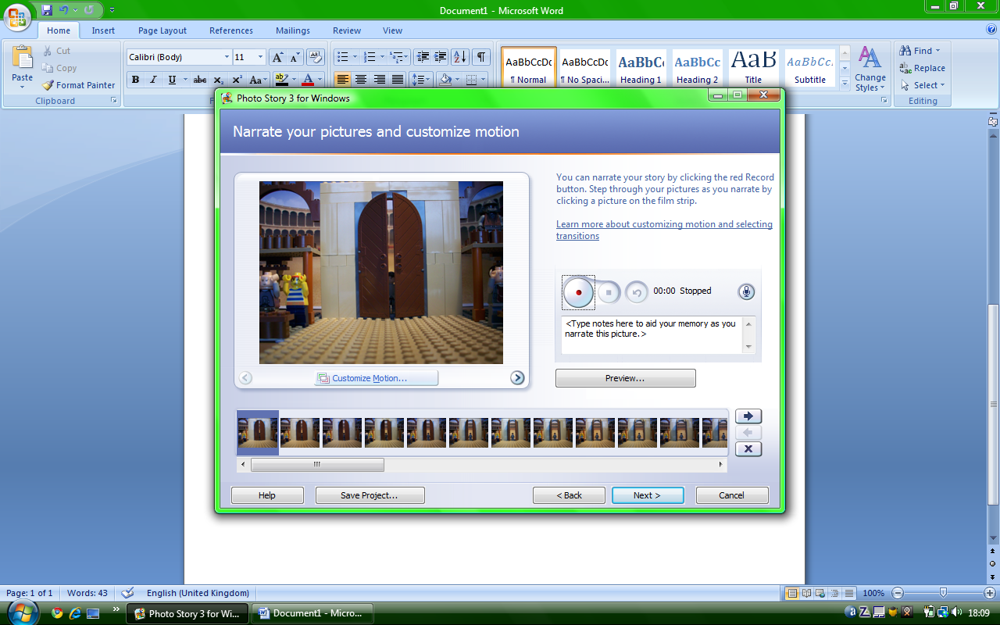 Document1 - Microsoft Word
Home Insert Page Layout References Mailings Review View
Paste
Cut
Copy
Format Painter
Clipboard
Calibri (Body) 11
B I U abc x₂ x² Aa ab A
AaBbCcDc
¶ Normal
AaBbCcDc
¶ No Spaci...
AaBbC
Heading 1
AaBbCc
Heading 2
AaB
Title
AaBbCc.
Subtitle
Change
Styles
Find
Replace
Select
Editing
Photo Story 3 for Windows
Narrate your pictures and customize motion
You can narrate your story by clicking the red Record
button. Step through your pictures as you narrate by
clicking a picture on the film strip.
Learn more about customizing motion and selecting
transitions
00:00 Stopped
<Type notes here to aid your memory as you
narrate this picture.>
Customize Motion...
Preview...
Help Save Project... < Back Next > Cancel
Page: 1 of 1 Words: 43 English (United Kingdom) 100%
Photo Story 3 for Wi... Document1 - Micro... 18:09